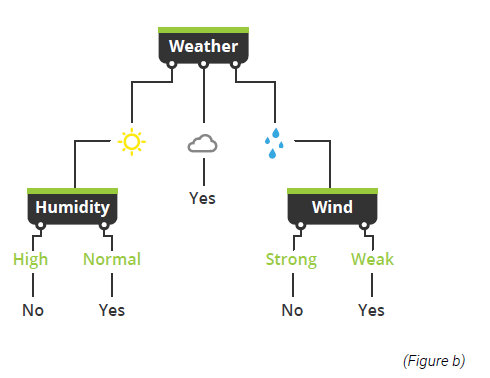 Weather
Yes
Humidity
Wind
High
Normal
Strong
Weak
No
Yes
No
Yes
(Figure b)